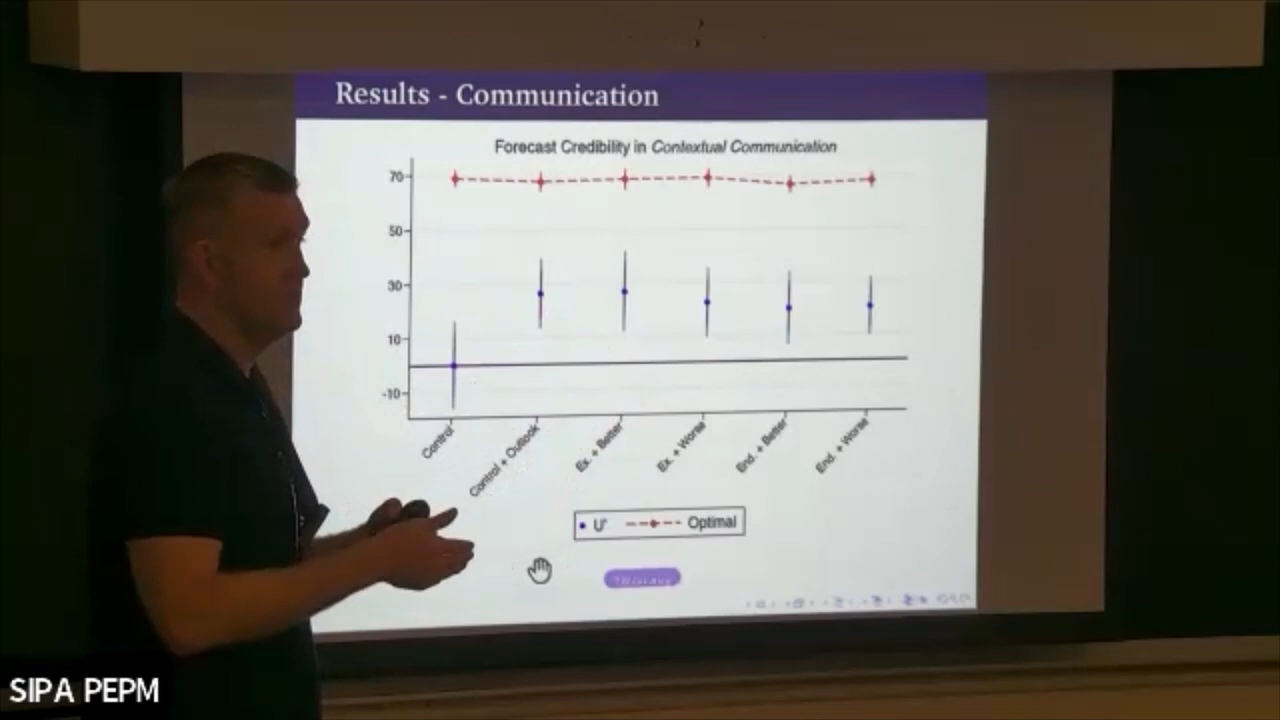 Results - Communication
Forecast Credibility in Contextual Communication
70
50
30
10
-10
Control
Control + Outlook
Ex. + Better
Ex. + Worse
End. + Better
End. + Worse
U*
Optimal
SIPA PEPM